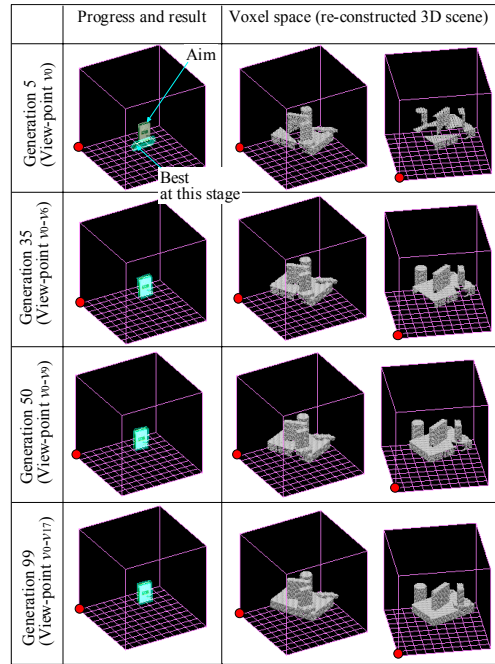 Progress and result
Voxel space (re-constructed 3D scene)
Generation 5
(View-point v0)
Aim
Best
at this stage
Generation 35
(View-point v0-v6)
Generation 50
(View-point v0-v9)
Generation 99
(View-point v0-v17)